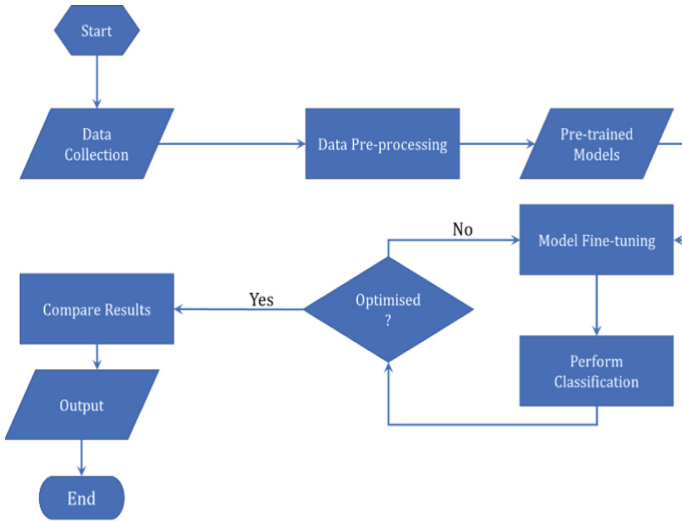 Start
Data
Collection
Data Pre-processing
Pre-trained
Models
No
Model Fine-tuning
Yes
Optimised
?
Compare Results
Perform
Classification
Output
End